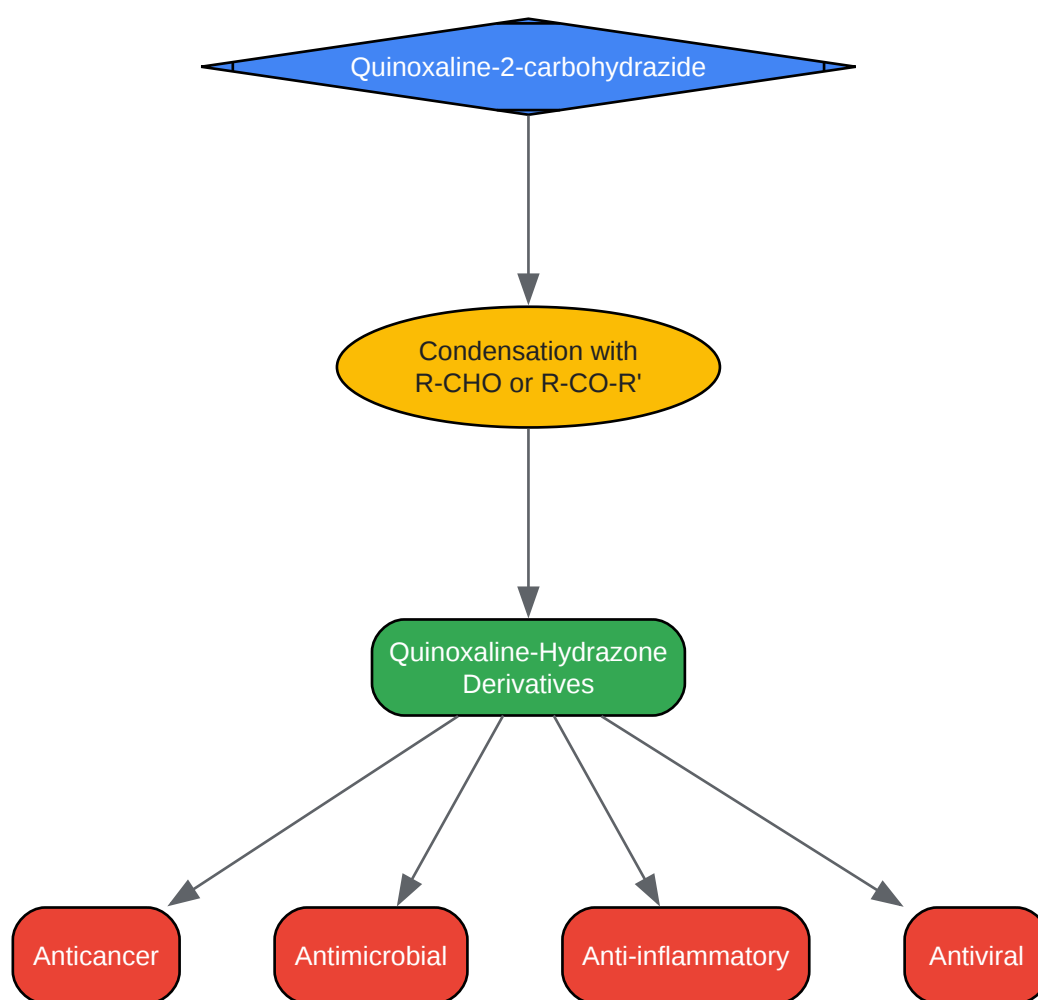 Quinoxaline-2-carbohydrazide
Condensation with
R-CHO or R-CO-R'
Quinoxaline-Hydrazone
Derivatives
Anticancer
Antimicrobial
Anti-inflammatory
Antiviral